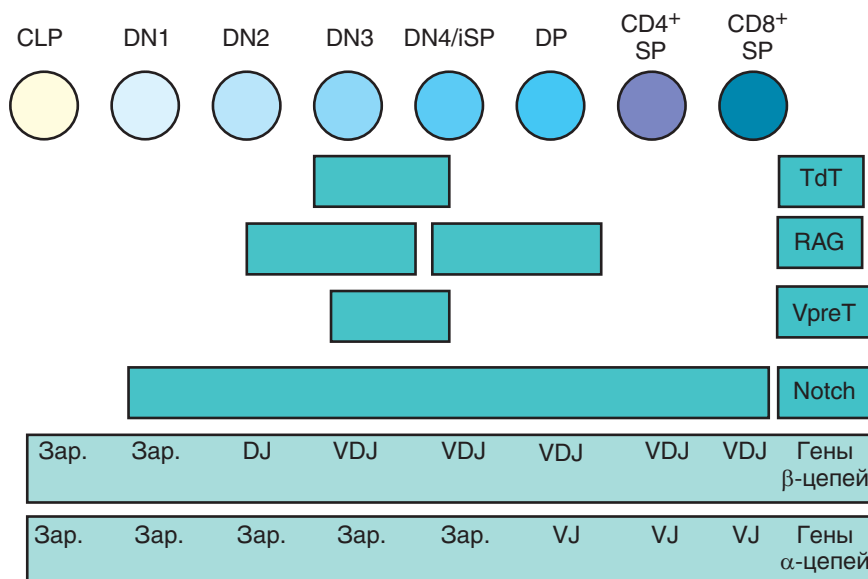 CLP DN1 DN2 DN3 DN4/iSP DP CD4+ SP CD8+ SP
TdT
RAG
VpreT
Notch
Зар. Зар. DJ VDJ VDJ VDJ VDJ VDJ Гены β-цепей
Зар. Зар. Зар. Зар. Зар. VJ VJ VJ Гены α-цепей